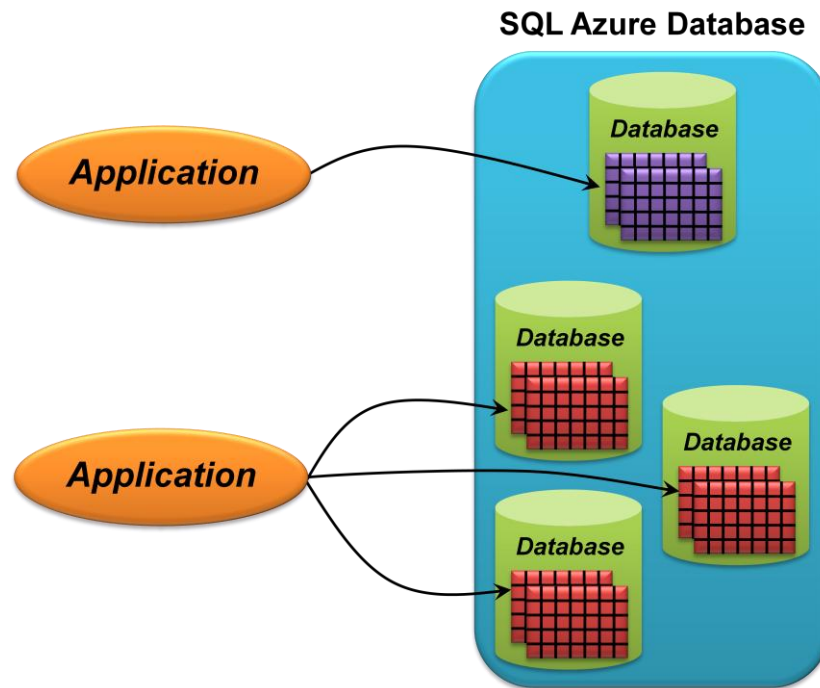 SQL Azure Database
Database
Application
Database
Database
Application
Database